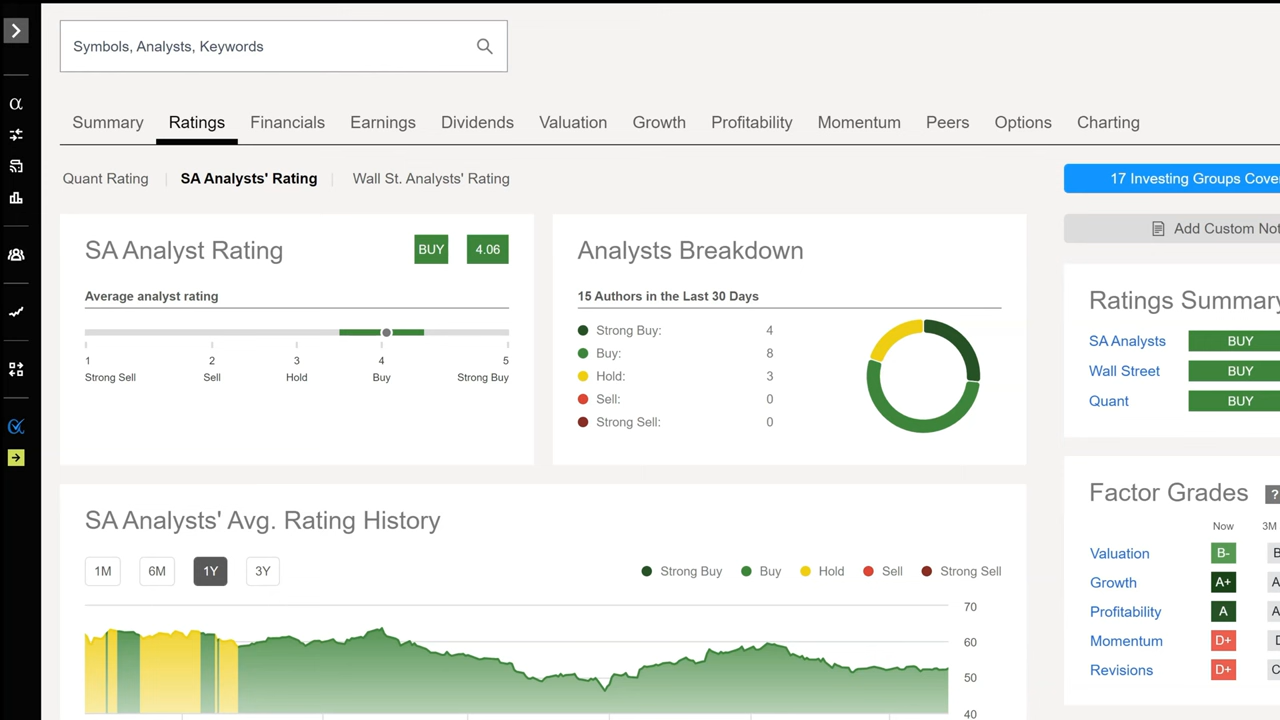 Symbols, Analysts, Keywords
Summary Ratings Financials Earnings Dividends Valuation Growth Profitability Momentum Peers Options Charting
Quant Rating SA Analysts' Rating Wall St. Analysts' Rating
17 Investing Groups Cove
Add Custom Not
SA Analyst Rating BUY 4.06
Average analyst rating
1 2 3 4 5
Strong Sell Sell Hold Buy Strong Buy
Analysts Breakdown
15 Authors in the Last 30 Days
Strong Buy: 4
Buy: 8
Hold: 3
Sell: 0
Strong Sell: 0
Ratings Summary
SA Analysts BUY
Wall Street BUY
Quant BUY
SA Analysts' Avg. Rating History
1M 6M 1Y 3Y
Strong Buy Buy Hold Sell Strong Sell
70
60
50
40
Factor Grades ?
Now 3M
Valuation B- B
Growth A+ A
Profitability A A
Momentum D+ D
Revisions D+ C